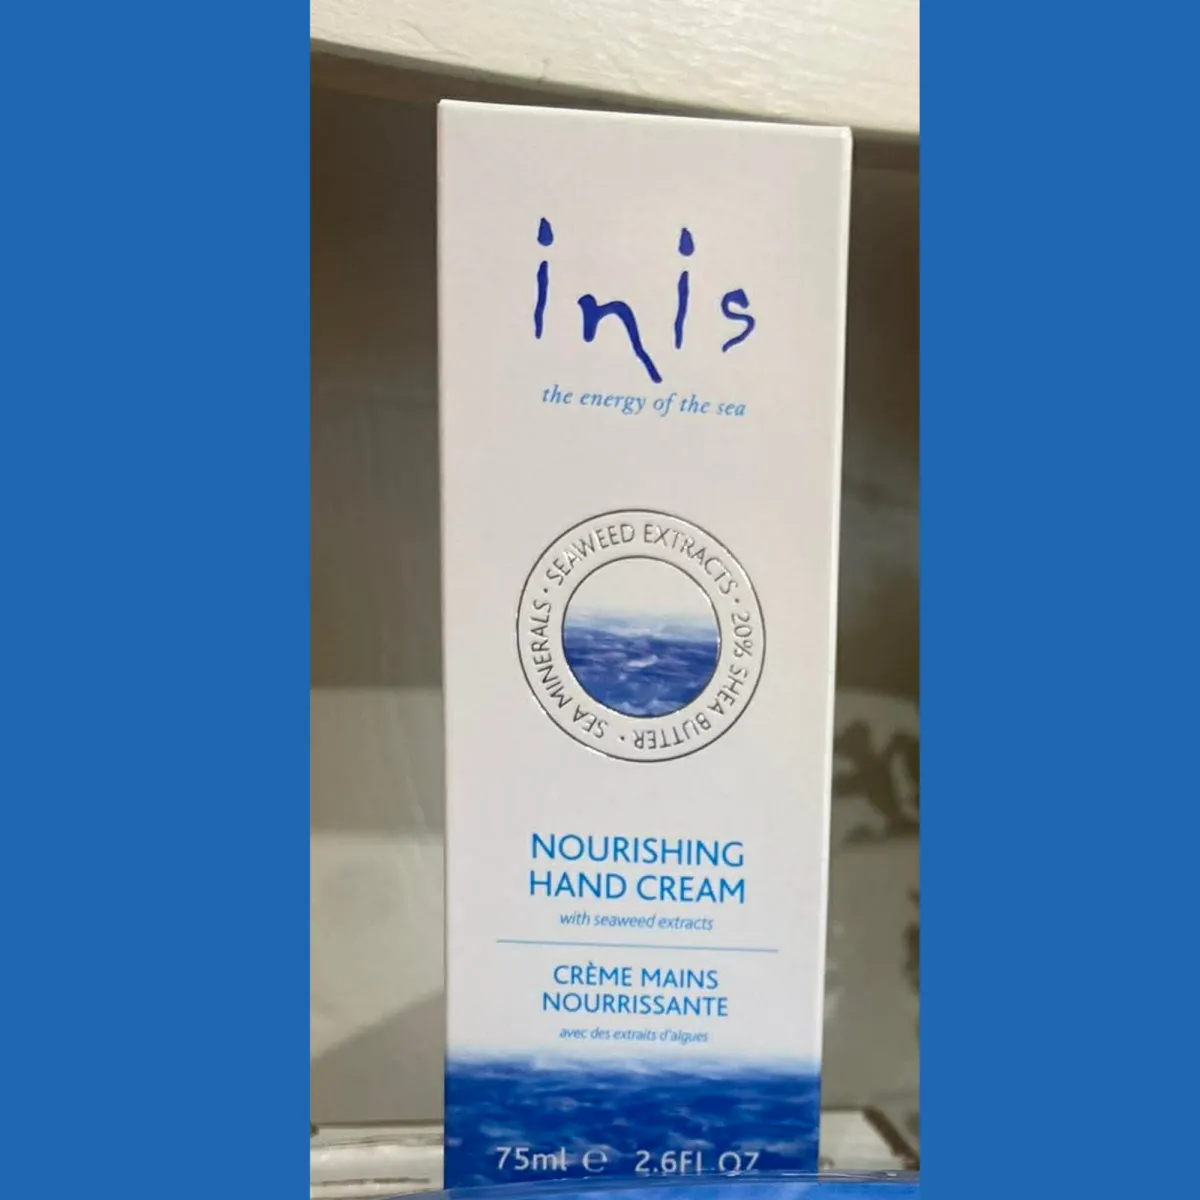 inis
the energy of the sea
SEAWEED EXTRACTS · 20% SHEA BUTTER · SEA MINERALS ·
NOURISHING
HAND CREAM
with seaweed extracts
CRÈME MAINS
NOURRISSANTE
avec des extraits d'algues
75ml ℮ 2.6FL OZ